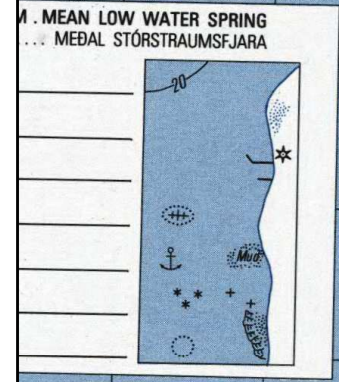 M . MEAN LOW WATER SPRING
.... MEÐAL STÓRSTRAUMSFJARA
20
Mud